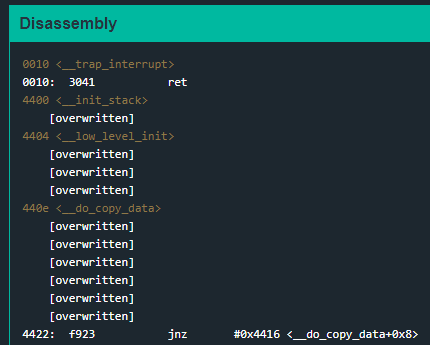 Disassembly
0010 <__trap_interrupt>
0010:  3041           ret
4400 <__init_stack>
[overwritten]
4404 <__low_level_init>
[overwritten]
[overwritten]
[overwritten]
440e <__do_copy_data>
[overwritten]
[overwritten]
[overwritten]
[overwritten]
[overwritten]
[overwritten]
4422:  f923           jnz      #0x4416 <__do_copy_data+0x8>